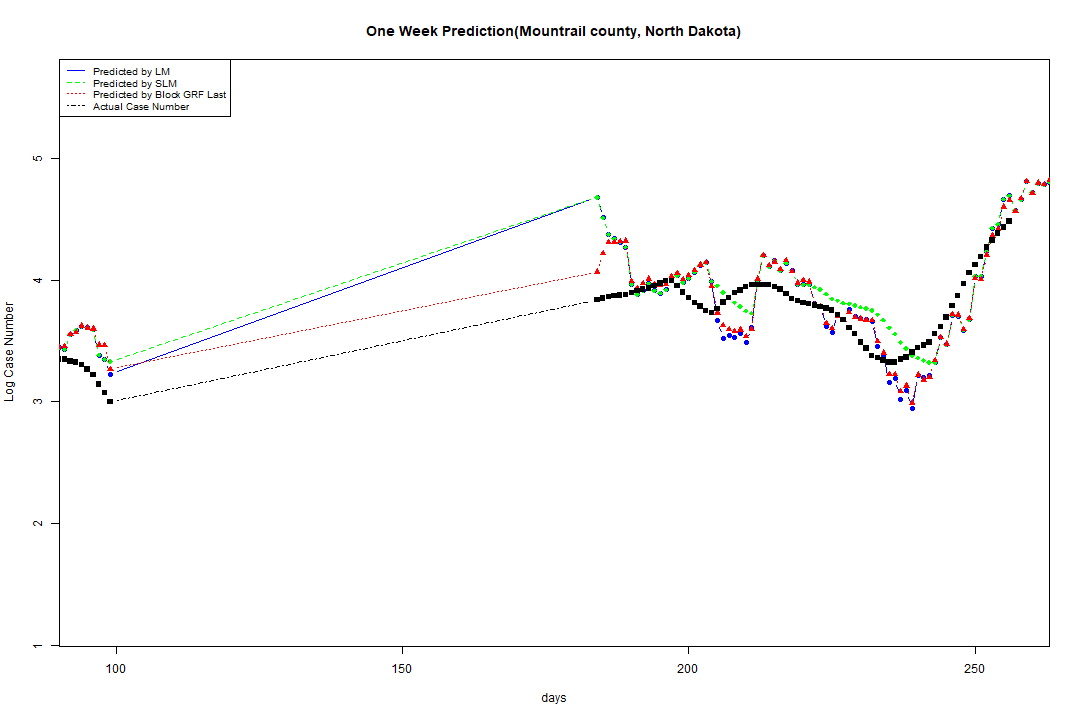 One Week Prediction(Mountrail county, North Dakota)
Predicted by LM
Predicted by SLM
Predicted by Block GRF Last
Actual Case Number
5
4
3
2
1
Log Case Number
100 150 200 250
days